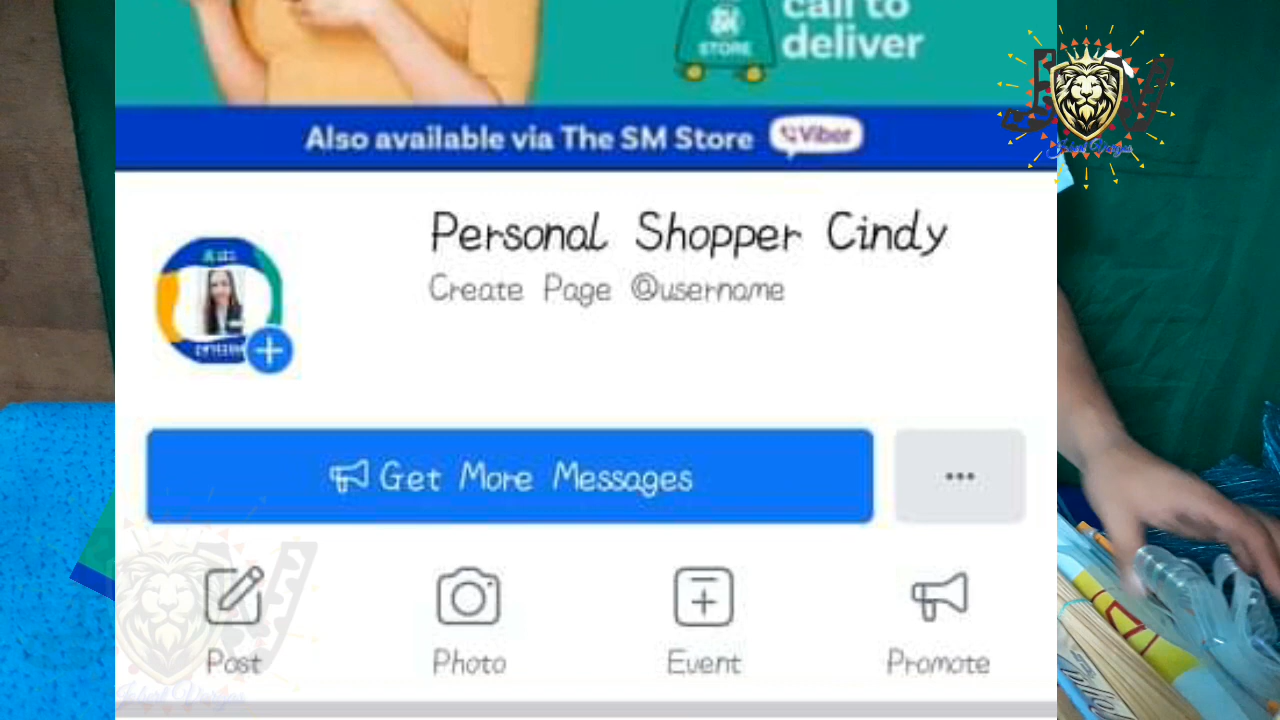 call to
deliver
SM
STORE
Also available via The SM Store Viber
Personal Shopper Cindy
Create Page @username
Get More Messages
Post Photo Event Promote